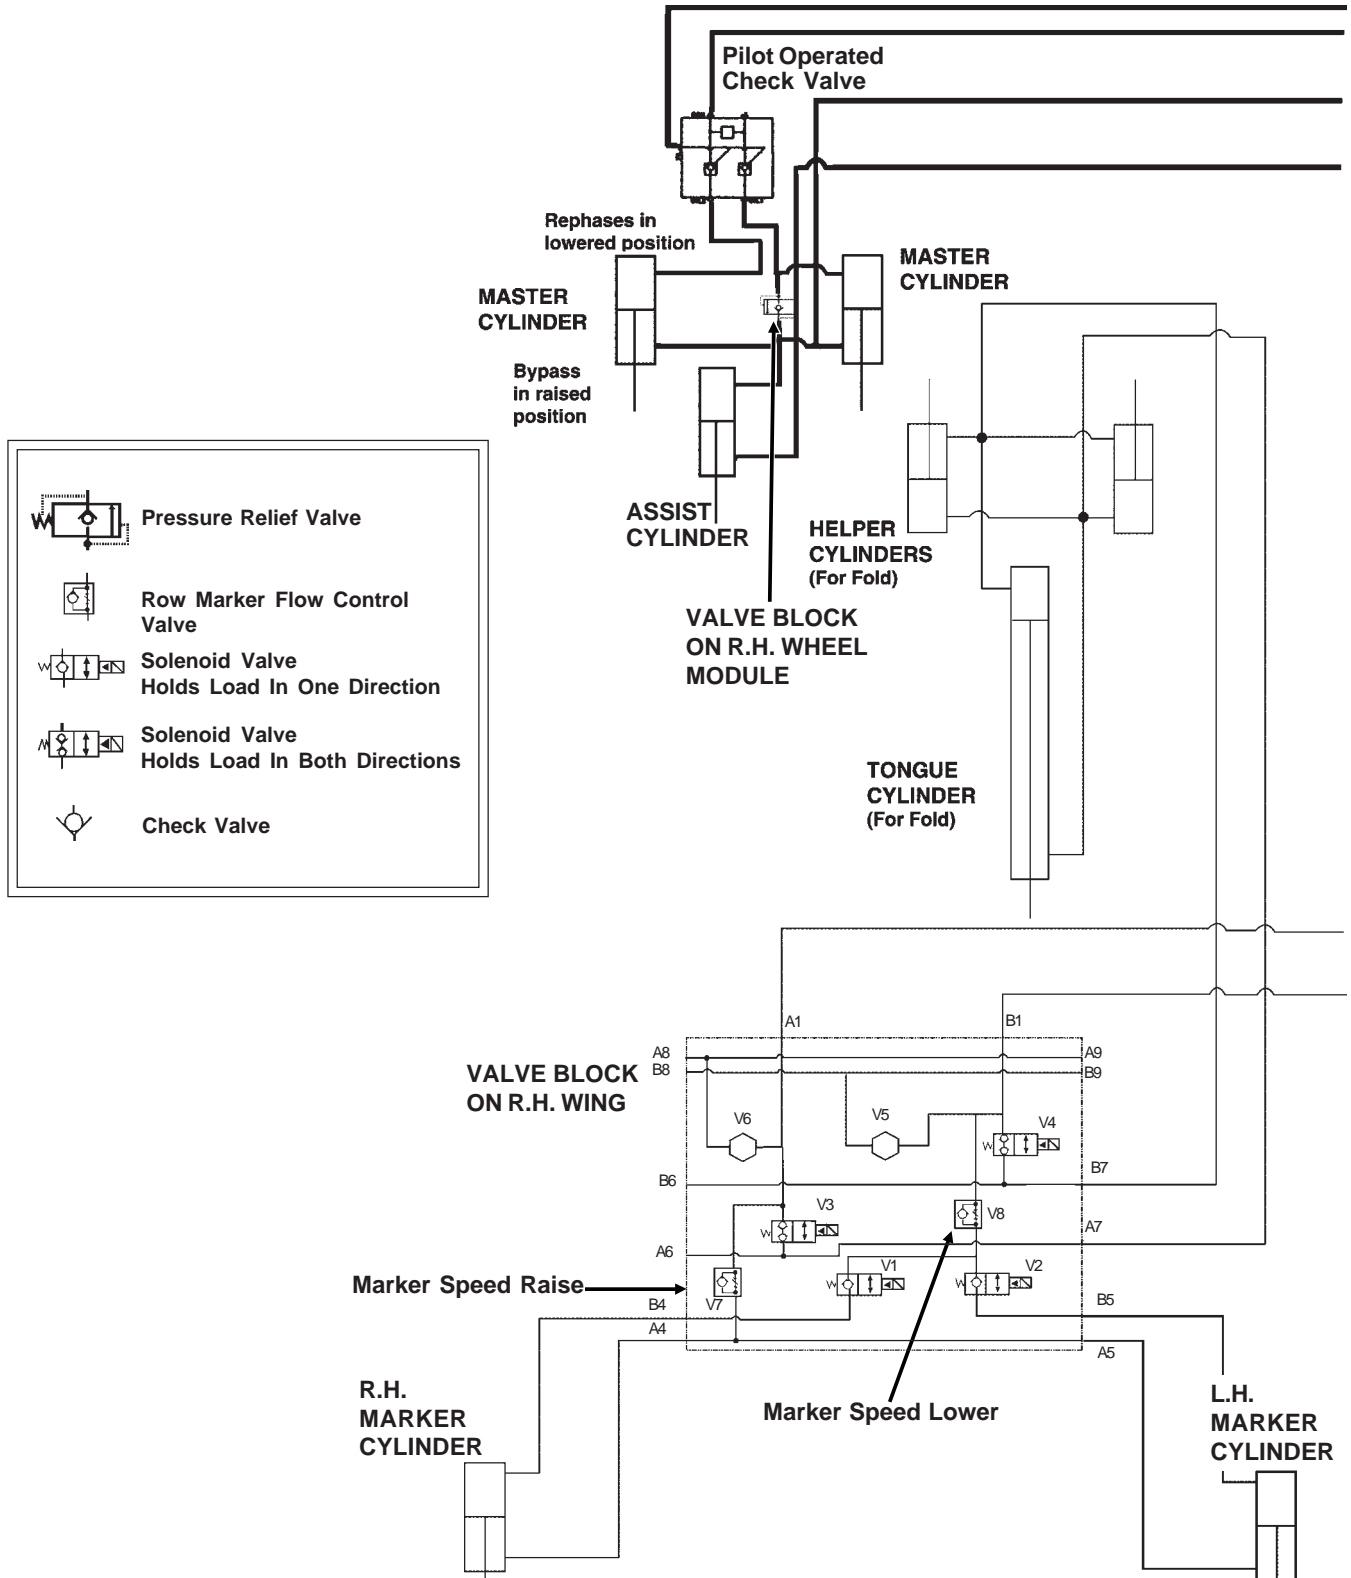 Pilot Operated
Check Valve
Rephases in
lowered position
MASTER
CYLINDER
MASTER
CYLINDER
Bypass
in raised
position
ASSIST
CYLINDER
HELPER
CYLINDERS
(For Fold)
VALVE BLOCK
ON R.H. WHEEL
MODULE
Pressure Relief Valve
Row Marker Flow Control
Valve
Solenoid Valve
Holds Load In One Direction
Solenoid Valve
Holds Load In Both Directions
Check Valve
TONGUE
CYLINDER
(For Fold)
A1
B1
A8
A9
B8
B9
VALVE BLOCK
ON R.H. WING
V6
V5
V4
B6
B7
V3
V8
A7
A6
V1
V2
Marker Speed Raise
V7
B4
B5
A4
A5
Marker Speed Lower
R.H.
MARKER
CYLINDER
L.H.
MARKER
CYLINDER